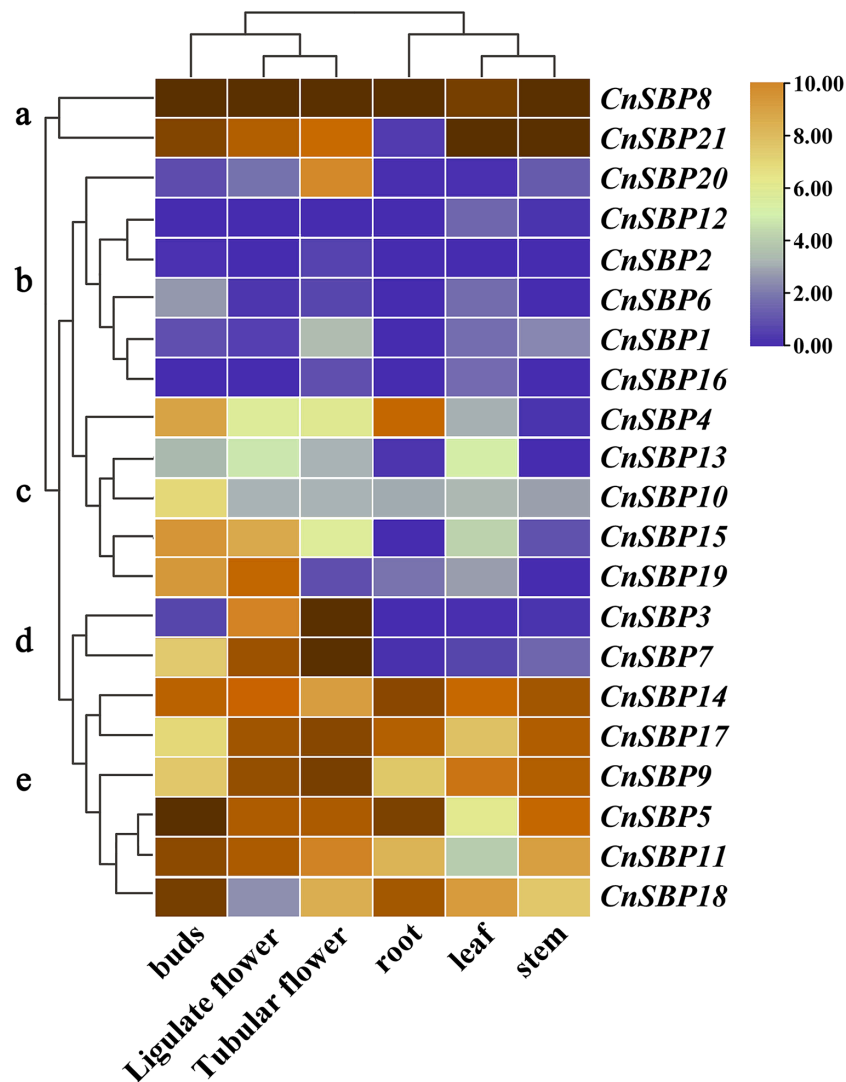 a
b
c
d
e
CnSBP8
CnSBP21
CnSBP20
CnSBP12
CnSBP2
CnSBP6
CnSBP1
CnSBP16
CnSBP4
CnSBP13
CnSBP10
CnSBP15
CnSBP19
CnSBP3
CnSBP7
CnSBP14
CnSBP17
CnSBP9
CnSBP5
CnSBP11
CnSBP18
10.00
8.00
6.00
4.00
2.00
0.00
buds
Ligulate flower
Tubular flower
root
leaf
stem